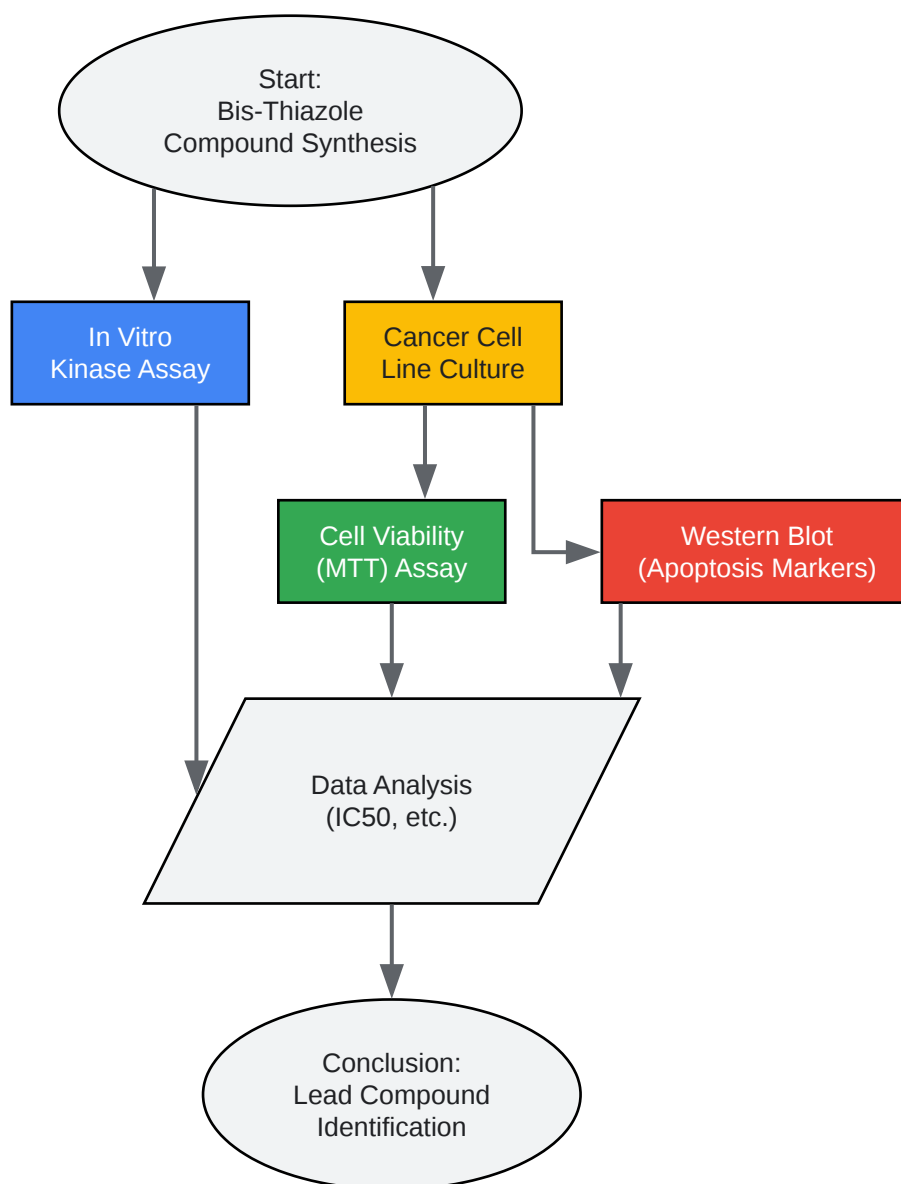 Start:
Bis-Thiazole
Compound Synthesis
In Vitro
Kinase Assay
Cancer Cell
Line Culture
Cell Viability
(MTT) Assay
Western Blot
(Apoptosis Markers)
Data Analysis
(IC50, etc.)
Conclusion:
Lead Compound
Identification